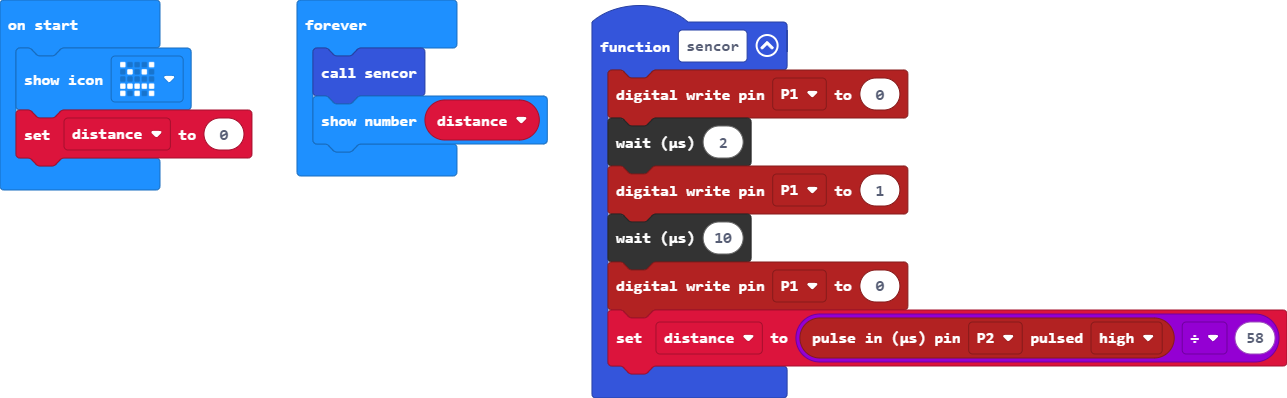 on start
show icon
set distance to 0
forever
call sencor
show number distance
function sencor
digital write pin P1 to 0
wait (µs) 2
digital write pin P1 to 1
wait (µs) 10
digital write pin P1 to 0
set distance to pulse in (µs) pin P2 pulsed high ÷ 58